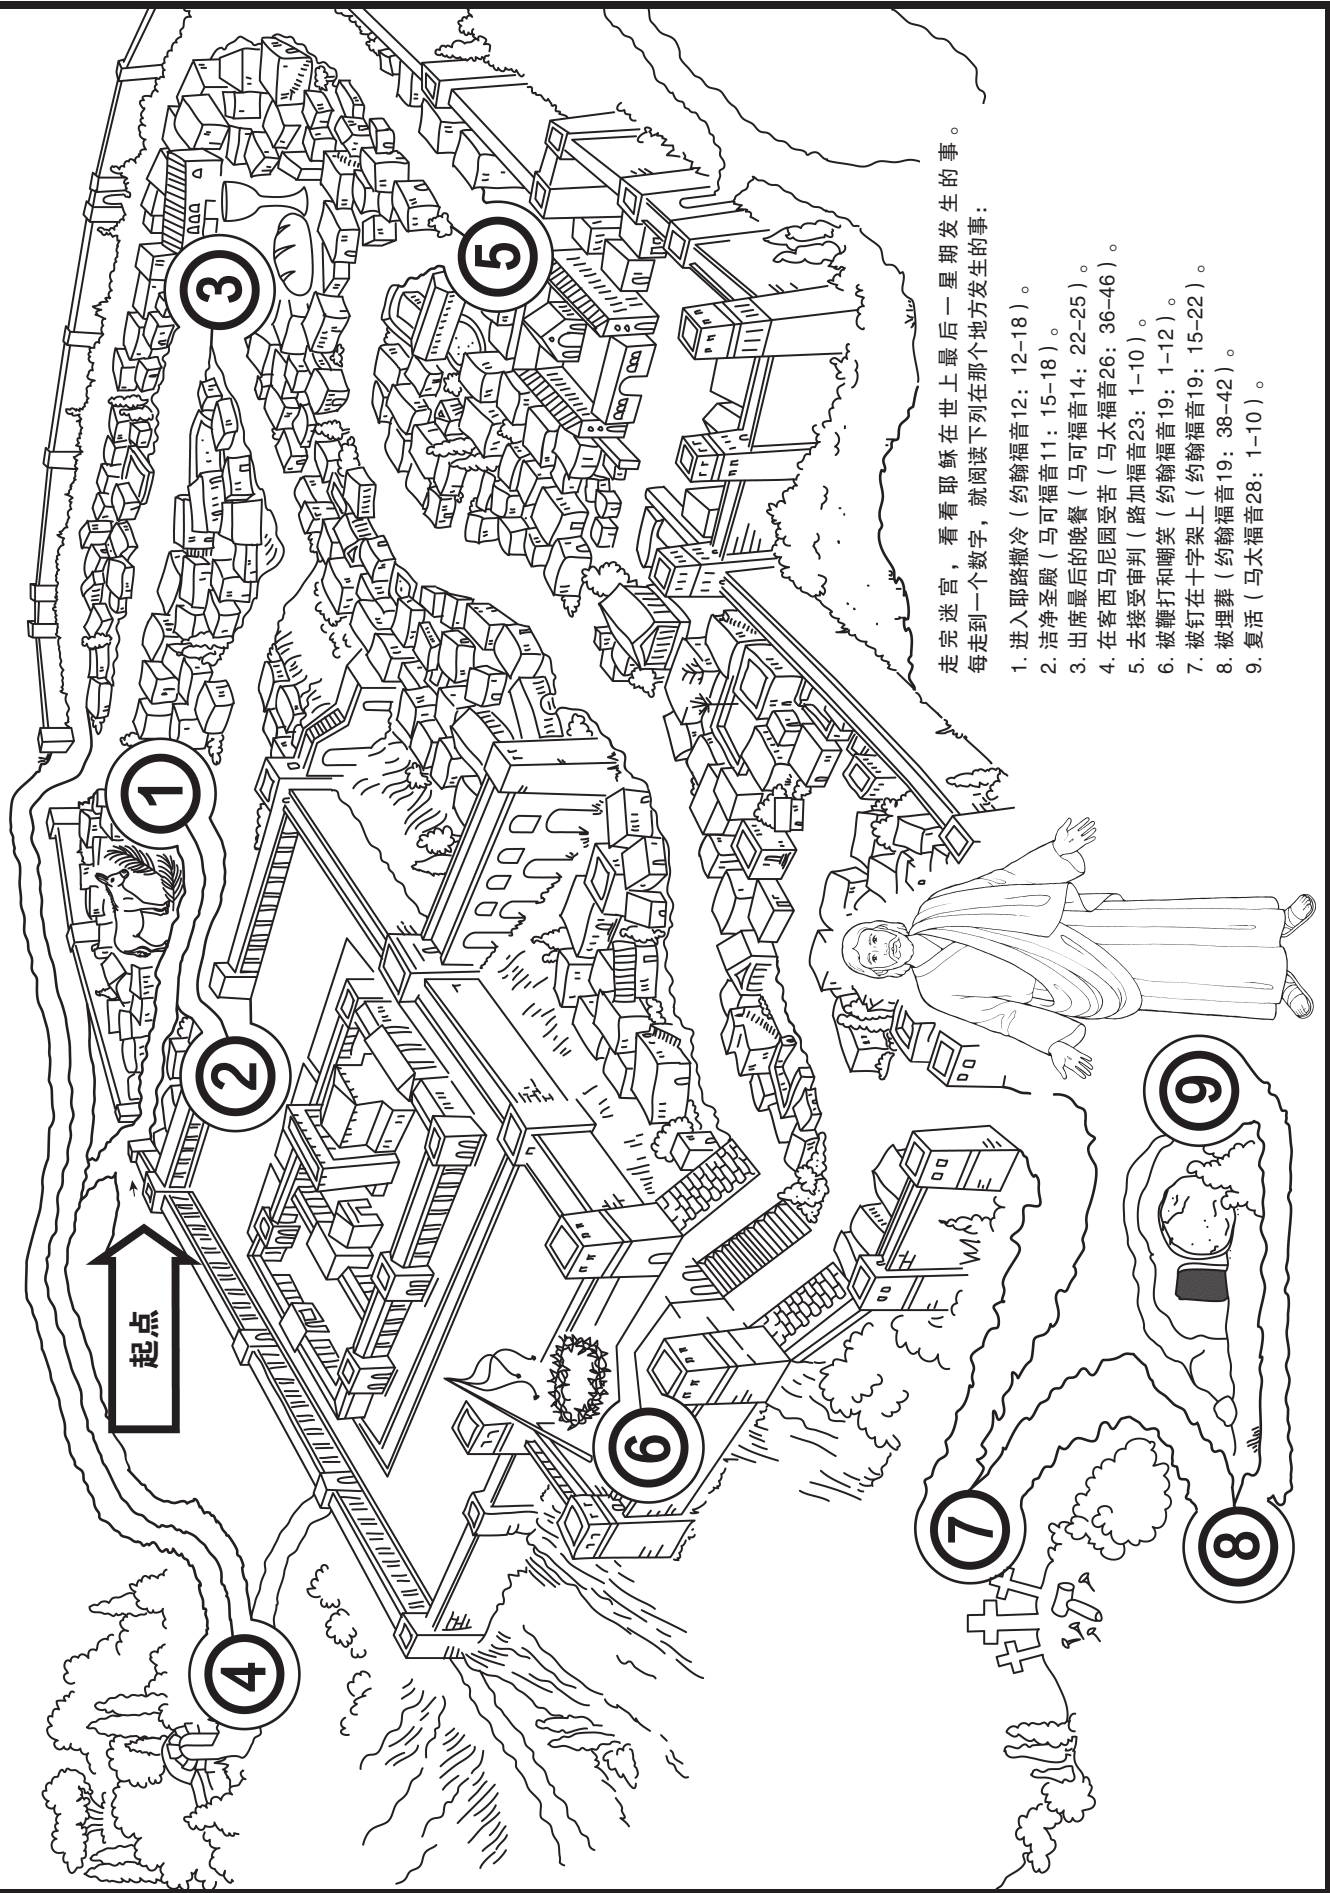 走完迷宫，看看耶稣在世上最后一星期发生的事。
每走到一个数字，就阅读下列在那个地方发生的事：
1. 进入耶路撒冷（约翰福音12：12–18）。
2. 洁净圣殿（马可福音11：15–18）。
3. 出席最后的晚餐（马可福音14：22–25）。
4. 在客西马尼园受苦（马太福音26：36–46）。
5. 去接受审判（路加福音23：1–10）。
6. 被鞭打和嘲笑（约翰福音19：1–12）。
7. 被钉在十字架上（约翰福音19：15–22）。
8. 被埋葬（约翰福音19：38–42）。
9. 复活（马太福音28：1–10）。
起点
1
2
3
4
5
6
7
8
9